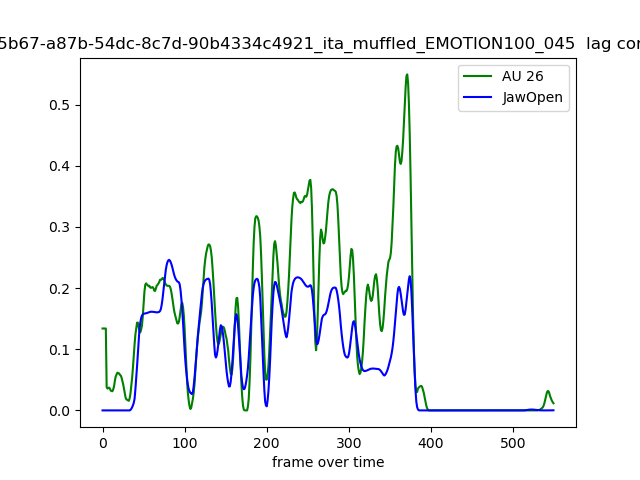 5b67-a87b-54dc-8c7d-90b4334c4921_ita_muffled_EMOTION100_045 lag
AU 26
JawOpen
0.5
0.4
0.3
0.2
0.1
0.0
0 100 200 300 400 500
frame over time